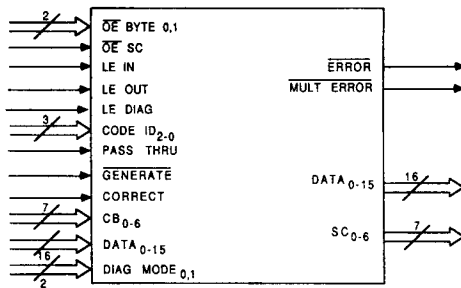 2
OE BYTE 0,1
OE SC
LE IN
LE OUT
LE DIAG
3
CODE ID2-0
PASS THRU
GENERATE
CORRECT
7
CB0-6
DATA0-15
16
DIAG MODE0,1
2
ERROR
MULT ERROR
DATA0-15
16
SC0-6
7